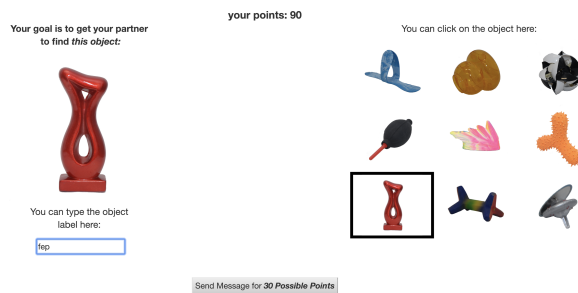 your points: 90
Your goal is to get your partner
to find this object:
You can click on the object here:
You can type the object
label here:
fep
Send Message for 30 Possible Points